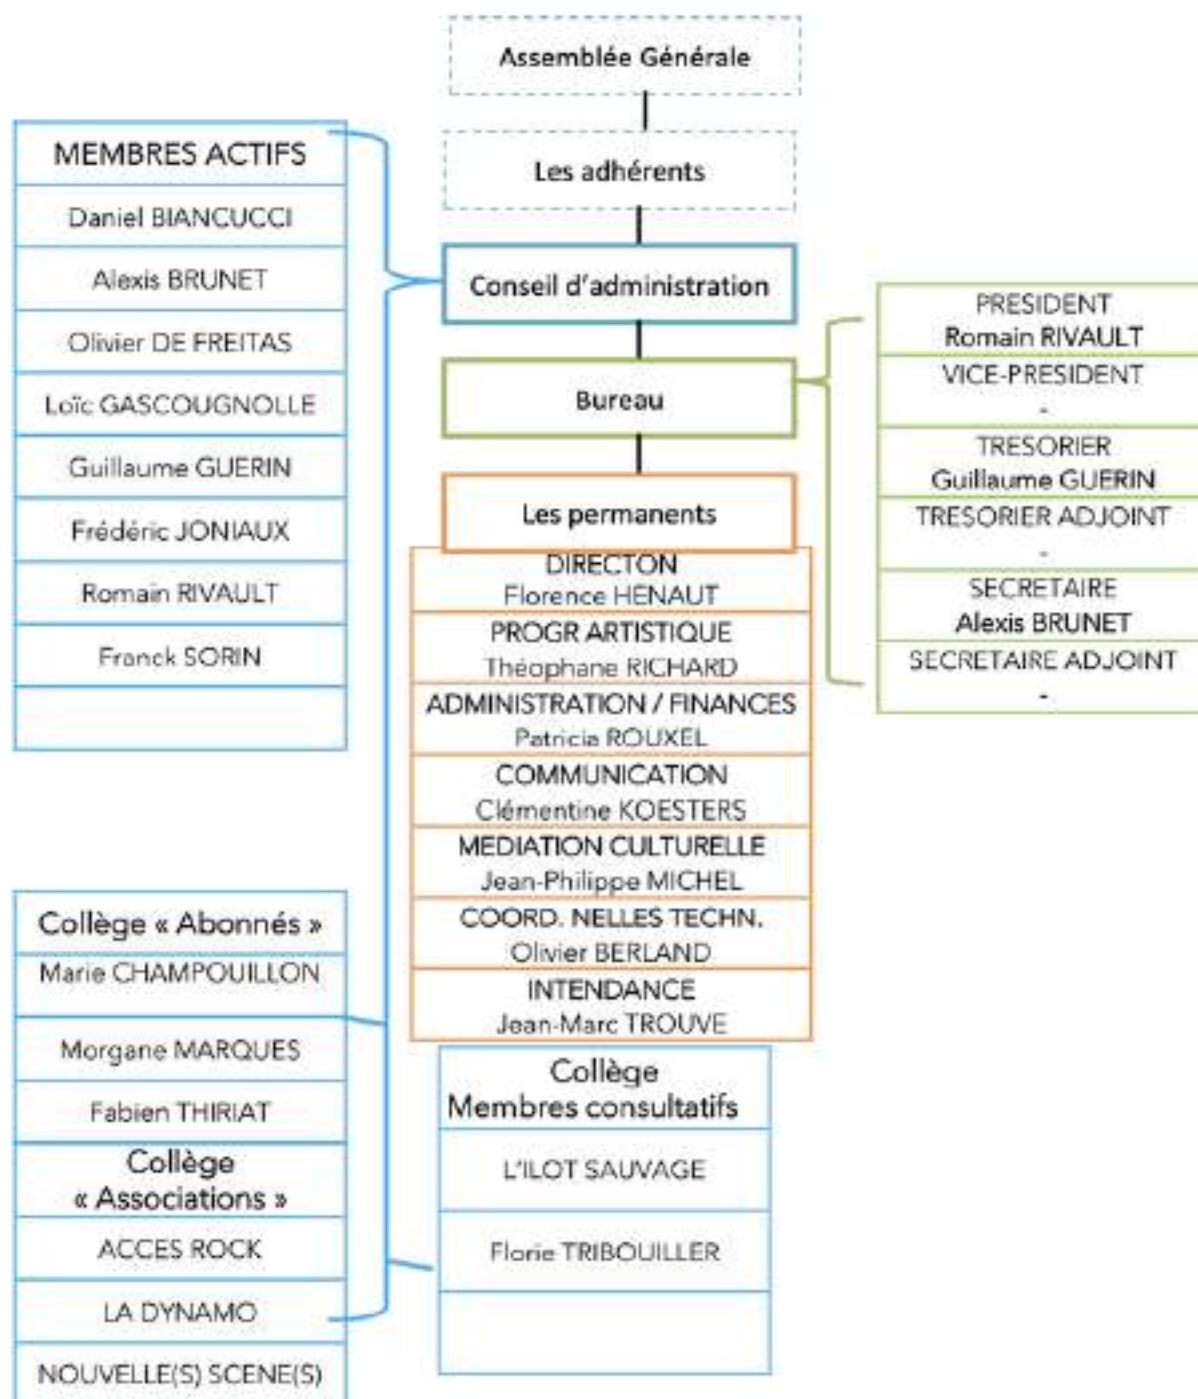 Assemblée Générale
Les adhérents
Conseil d'administration
Bureau
Les permanents
DIRECTON
Florence HENAUT
PROGR ARTISTIQUE
Théophane RICHARD
ADMINISTRATION / FINANCES
Patricia ROUXEL
COMMUNICATION
Clémentine KOESTERS
MEDIATION CULTURELLE
Jean-Philippe MICHEL
COORD. NELLES TECHN.
Olivier BERLAND
INTENDANCE
Jean-Marc TROUVE
MEMBRES ACTIFS
Daniel BIANCUCCI
Alexis BRUNET
Olivier DE FREITAS
Loïc GASCOUGNOLLE
Guillaume GUERIN
Frédéric JONIAUX
Romain RIVAULT
Franck SORIN
PRESIDENT
Romain RIVAULT
VICE-PRESIDENT
-
TRESORIER
Guillaume GUERIN
TRESORIER ADJOINT
-
SECRETAIRE
Alexis BRUNET
SECRETAIRE ADJOINT
-
Collège « Abonnés »
Marie CHAMPOUILLON
Morgane MARQUES
Fabien THIRIAT
Collège
« Associations »
ACCES ROCK
LA DYNAMO
NOUVELLE(S) SCENE(S)
Collège
Membres consultatifs
L'ILOT SAUVAGE
Florie TRIBOUILLER